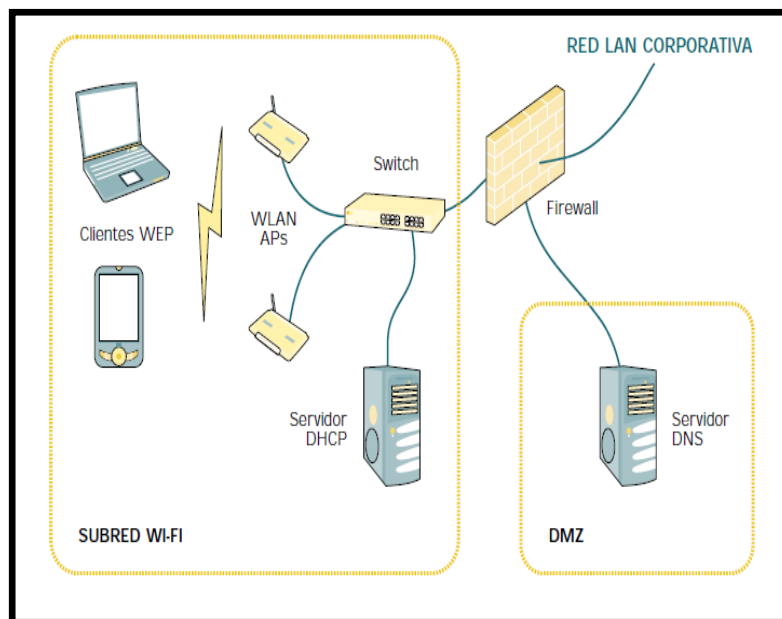 RED LAN CORPORATIVA
Switch
Clientes WEP
WLAN
APs
Firewall
Servidor
DHCP
Servidor
DNS
SUBRED WI-FI
DMZ